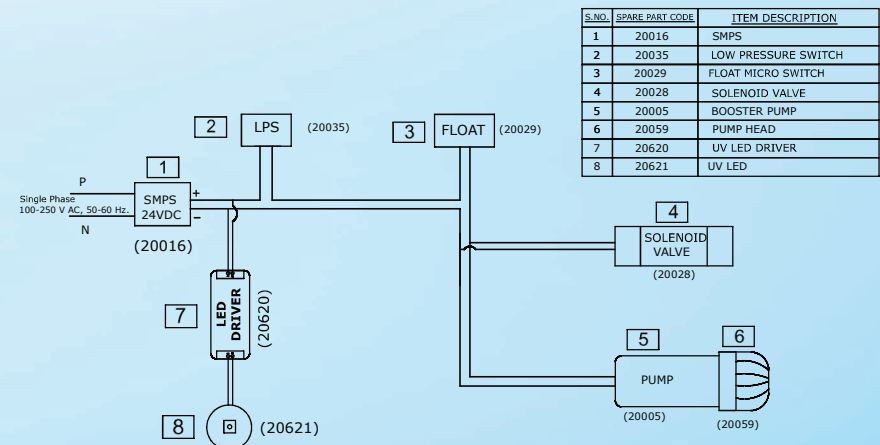 S.NO. SPARE PART CODE ITEM DESCRIPTION
1 20016 SMPS
2 20035 LOW PRESSURE SWITCH
3 20029 FLOAT MICRO SWITCH
4 20028 SOLENOID VALVE
5 20005 BOOSTER PUMP
6 20059 PUMP HEAD
7 20620 UV LED DRIVER
8 20621 UV LED
2 LPS (20035)
3 FLOAT (20029)
1
P
Single Phase
100-250 V AC, 50-60 Hz.
N
SMPS
24VDC
+
−
(20016)
4
SOLENOID
VALVE
(20028)
7
LED
DRIVER
(20620)
5
6
PUMP
(20005)
(20059)
8
(20621)